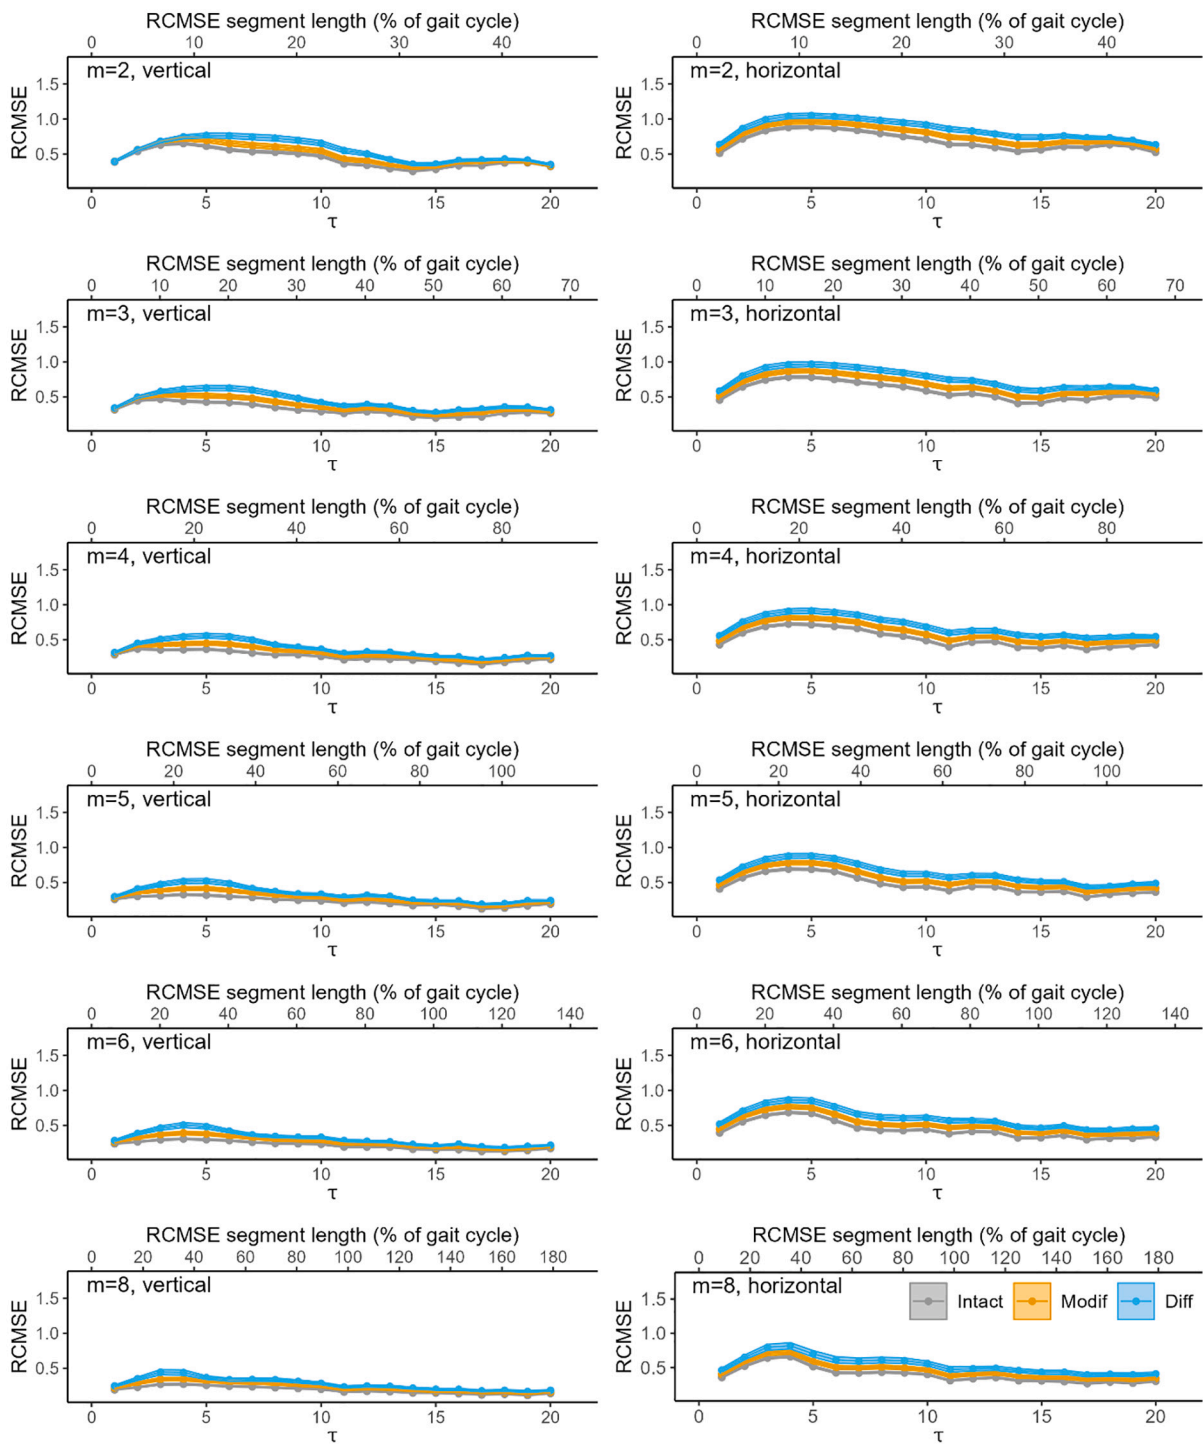 RCMSE segment length (% of gait cycle)
0 10 20 30 40
m=2, vertical
RCMSE
1.5
1.0
0.5
0 5 10 15 20
τ
RCMSE segment length (% of gait cycle)
0 10 20 30 40
m=2, horizontal
RCMSE
1.5
1.0
0.5
0 5 10 15 20
τ
RCMSE segment length (% of gait cycle)
0 10 20 30 40 50 60 70
m=3, vertical
RCMSE
1.5
1.0
0.5
0 5 10 15 20
τ
RCMSE segment length (% of gait cycle)
0 10 20 30 40 50 60 70
m=3, horizontal
RCMSE
1.5
1.0
0.5
0 5 10 15 20
τ
RCMSE segment length (% of gait cycle)
0 20 40 60 80
m=4, vertical
RCMSE
1.5
1.0
0.5
0 5 10 15 20
τ
RCMSE segment length (% of gait cycle)
0 20 40 60 80
m=4, horizontal
RCMSE
1.5
1.0
0.5
0 5 10 15 20
τ
RCMSE segment length (% of gait cycle)
0 20 40 60 80 100
m=5, vertical
RCMSE
1.5
1.0
0.5
0 5 10 15 20
τ
RCMSE segment length (% of gait cycle)
0 20 40 60 80 100
m=5, horizontal
RCMSE
1.5
1.0
0.5
0 5 10 15 20
τ
RCMSE segment length (% of gait cycle)
0 20 40 60 80 100 120 140
m=6, vertical
RCMSE
1.5
1.0
0.5
0 5 10 15 20
τ
RCMSE segment length (% of gait cycle)
0 20 40 60 80 100 120 140
m=6, horizontal
RCMSE
1.5
1.0
0.5
0 5 10 15 20
τ
RCMSE segment length (% of gait cycle)
0 20 40 60 80 100 120 140 160 180
m=8, vertical
RCMSE
1.5
1.0
0.5
0 5 10 15 20
τ
RCMSE segment length (% of gait cycle)
0 20 40 60 80 100 120 140 160 180
m=8, horizontal
Intact Modif Diff
RCMSE
1.5
1.0
0.5
0 5 10 15 20
τ